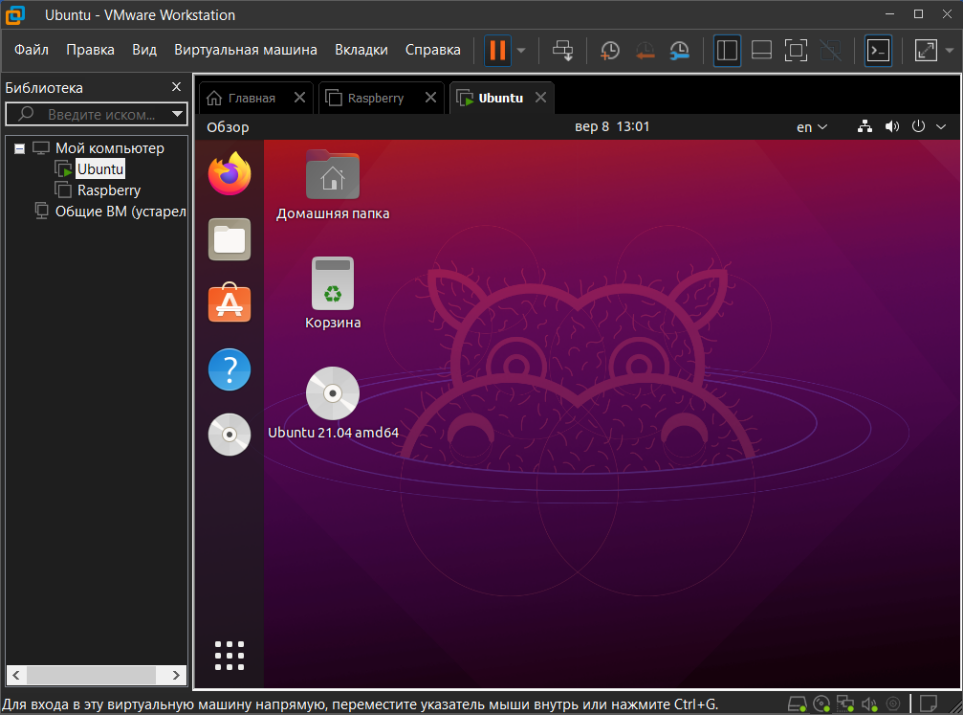 Ubuntu - VMware Workstation
Файл Правка Вид Виртуальная машина Вкладки Справка
Библиотека
Введите иском...
Мой компьютер
Ubuntu
Raspberry
Общие ВМ (устарел
Главная Raspberry Ubuntu
Обзор вер 8 13:01 en
Домашняя папка
Корзина
Ubuntu 21.04 amd64
Для входа в эту виртуальную машину напрямую, переместите указатель мыши внутрь или нажмите Ctrl+G.